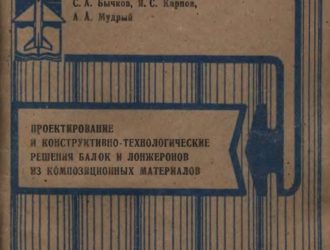 С. А. Бычков, Я. С. Карпов,
А. А. Мудрый
ПРОЕКТИРОВАНИЕ
И КОНСТРУКТИВНО-ТЕХНОЛОГИЧЕСКИЕ
РЕШЕНИЯ БАЛОК И ЛОНЖЕРОНОВ
ИЗ КОМПОЗИЦИОННЫХ МАТЕРИАЛОВ